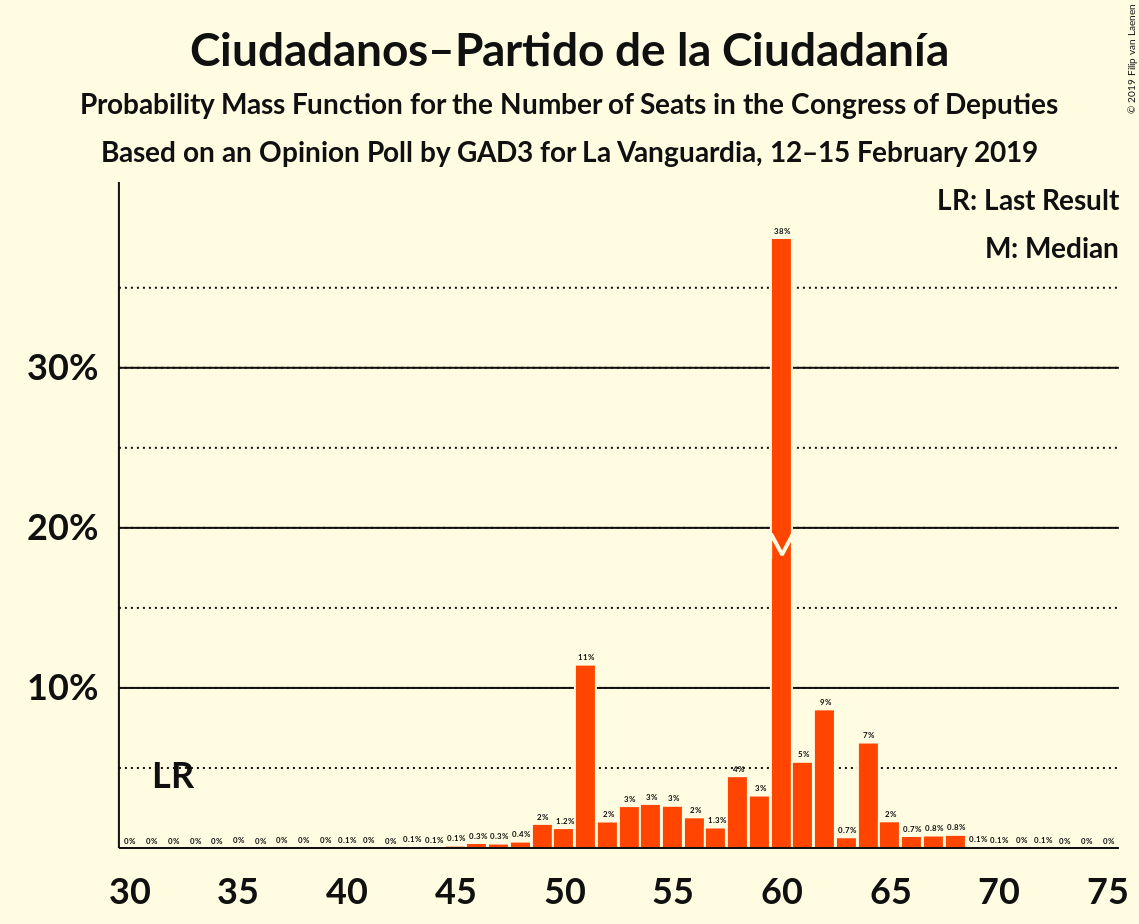 Ciudadanos–Partido de la Ciudadanía
Probability Mass Function for the Number of Seats in the Congress of Deputies
Based on an Opinion Poll by GAD3 for La Vanguardia, 12–15 February 2019
© 2019 Filip van Laenen
LR: Last Result
M: Median
38%
30%
20%
11%
10%
9%
7%
5%
4%
LR
3% 3% 3% 3%
0% 0% 0% 0% 0% 0% 0% 0% 0% 0% 0.1% 0% 0% 0.1% 0.1% 0.1% 0.3% 0.3% 0.4% 2% 1.2% 2% 2% 1.3% 0.7% 2% 0.7% 0.8% 0.8% 0.1% 0.1% 0% 0.1% 0% 0% 0%
30 35 40 45 50 55 60 65 70 75